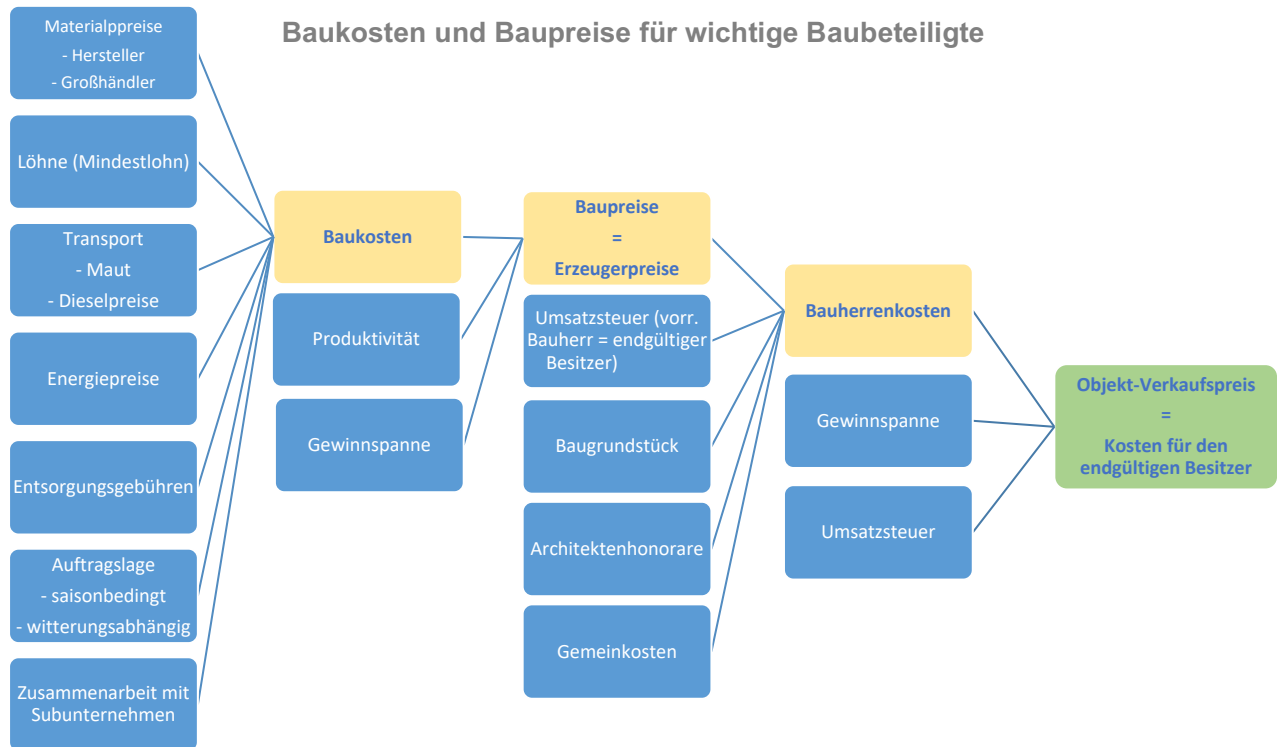 Baukosten und Baupreise für wichtige Baubeteiligte
Materialppreise
- Hersteller
- Großhändler
Löhne (Mindestlohn)
Transport
- Maut
- Dieselpreise
Energiepreise
Entsorgungsgebühren
Auftragslage
- saisonbedingt
- witterungsabhängig
Zusammenarbeit mit
Subunternehmen
Baukosten
Produktivität
Gewinnspanne
Baupreise
=
Erzeugerpreise
Umsatzsteuer (vorr.
Bauherr = endgültiger
Besitzer)
Baugrundstück
Architektenhonorare
Gemeinkosten
Bauherrenkosten
Gewinnspanne
Umsatzsteuer
Objekt-Verkaufspreis
=
Kosten für den
endgültigen Besitzer